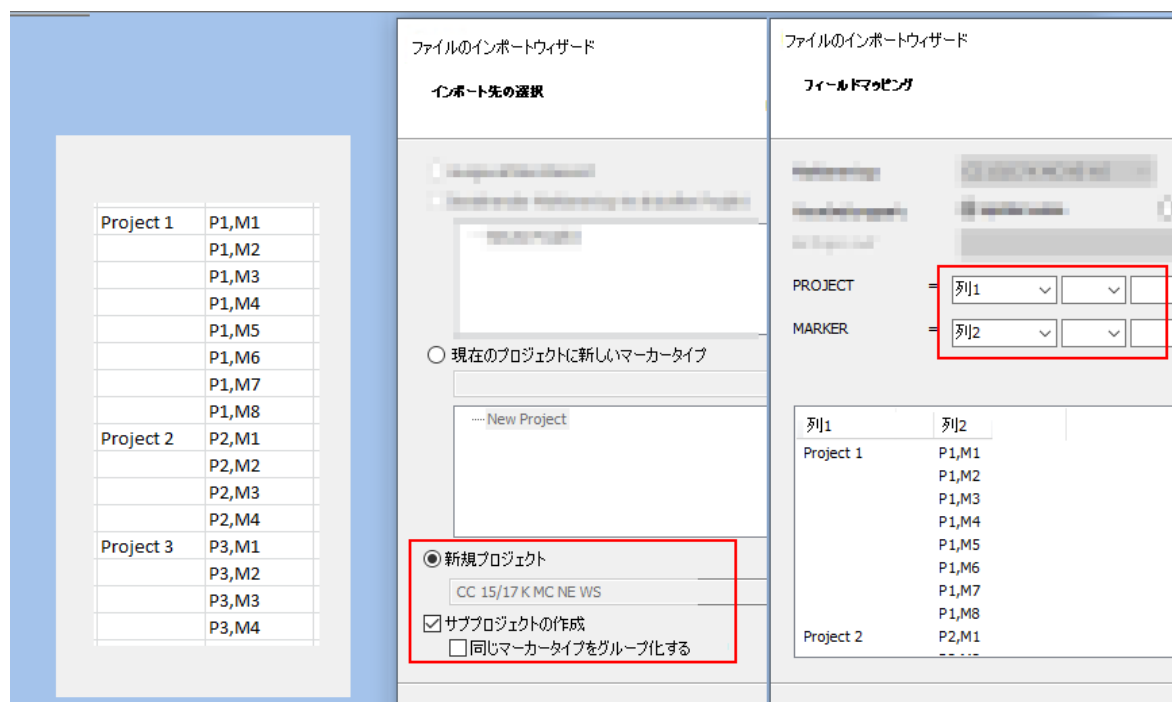 Project 1 P1,M1
P1,M2
P1,M3
P1,M4
P1,M5
P1,M6
P1,M7
P1,M8
Project 2 P2,M1
P2,M2
P2,M3
P2,M4
Project 3 P3,M1
P3,M2
P3,M3
P3,M4
ファイルのインポートウィザード
インポート先の選択
現在のプロジェクトに新しいマーカータイプ
New Project
新規プロジェクト
CC 15/17 K MC NE WS
サブプロジェクトの作成
同じマーカータイプをグループ化する
ファイルのインポートウィザード
フィールドマッピング
PROJECT = 列1
MARKER = 列2
列1 列2
Project 1 P1,M1
P1,M2
P1,M3
P1,M4
P1,M5
P1,M6
P1,M7
P1,M8
Project 2 P2,M1